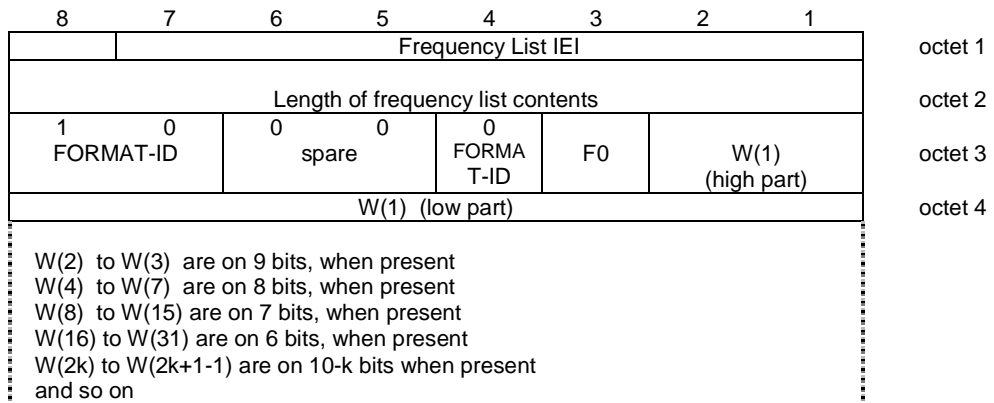 8 7 6 5 4 3 2 1
Frequency List IEI octet 1
Length of frequency list contents octet 2
1 0 0 0 0
FORMAT-ID spare FORMA T-ID F0 W(1) (high part) octet 3
W(1) (low part) octet 4
W(2) to W(3) are on 9 bits, when present
W(4) to W(7) are on 8 bits, when present
W(8) to W(15) are on 7 bits, when present
W(16) to W(31) are on 6 bits, when present
W(2k) to W(2k+1-1) are on 10-k bits when present
and so on